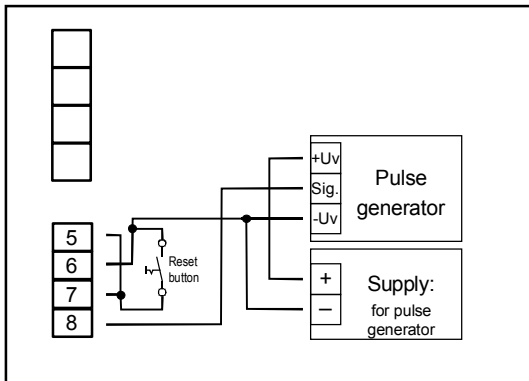 5
6
7
8
Reset
button
+Uv
Sig.
-Uv
Pulse
generator
+
–
Supply:
for pulse
generator